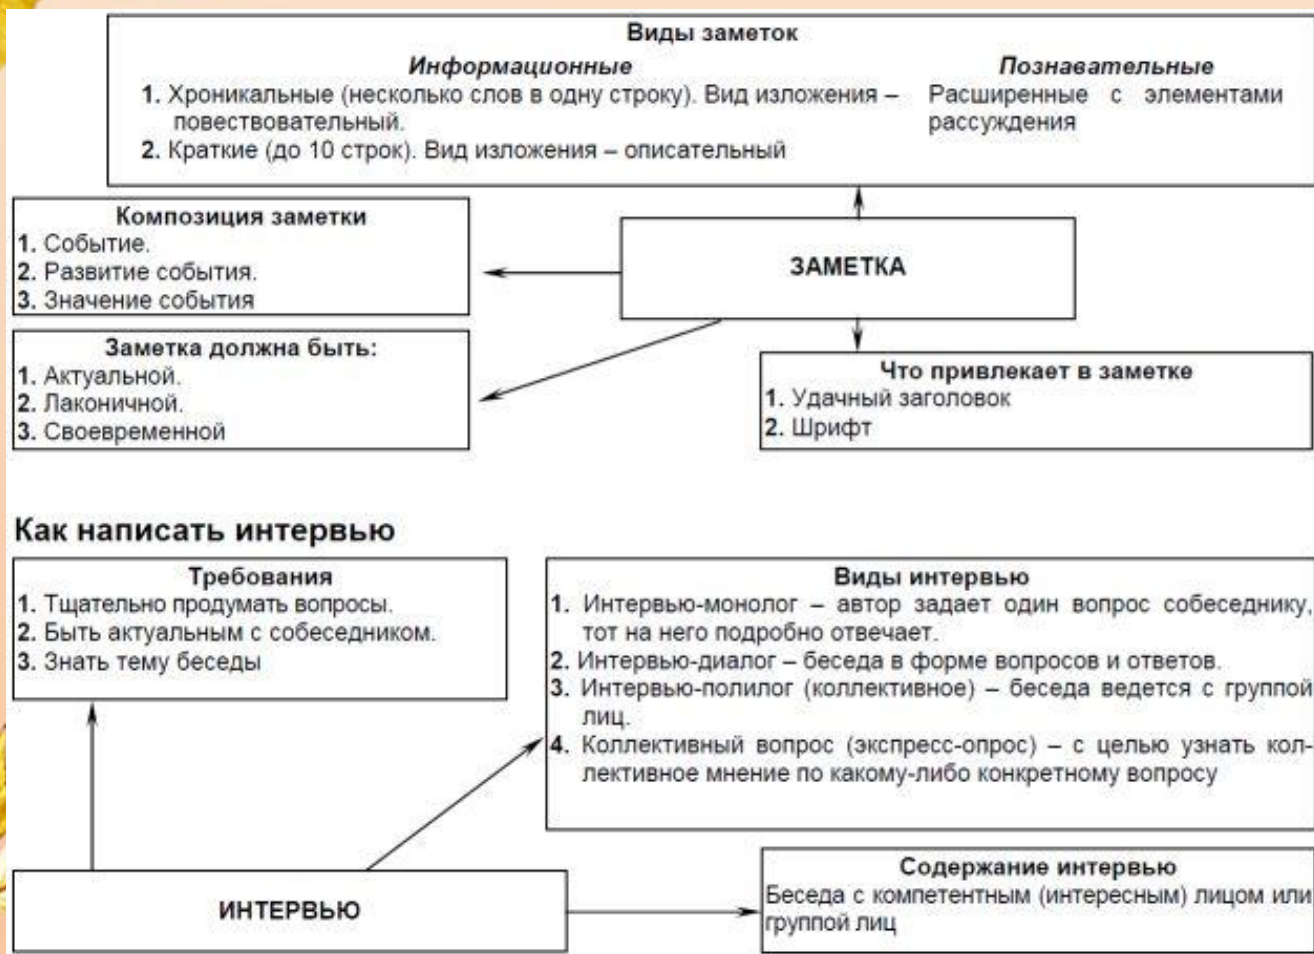 Виды заметок
Информационные
1. Хроникальные (несколько слов в одну строку). Вид изложения –
повествовательный.
2. Краткие (до 10 строк). Вид изложения – описательный
Познавательные
Расширенные с элементами
рассуждения
Композиция заметки
1. Событие.
2. Развитие события.
3. Значение события
ЗАМЕТКА
Заметка должна быть:
1. Актуальной.
2. Лаконичной.
3. Своевременной
Что привлекает в заметке
1. Удачный заголовок
2. Шрифт
Как написать интервью
Требования
1. Тщательно продумать вопросы.
2. Быть актуальным с собеседником.
3. Знать тему беседы
Виды интервью
1. Интервью-монолог – автор задает один вопрос собеседнику,
тот на него подробно отвечает.
2. Интервью-диалог – беседа в форме вопросов и ответов.
3. Интервью-полилог (коллективное) – беседа ведется с группой
лиц.
4. Коллективный вопрос (экспресс-опрос) – с целью узнать кол-
лективное мнение по какому-либо конкретному вопросу
ИНТЕРВЬЮ
Содержание интервью
Беседа с компетентным (интересным) лицом или
группой лиц